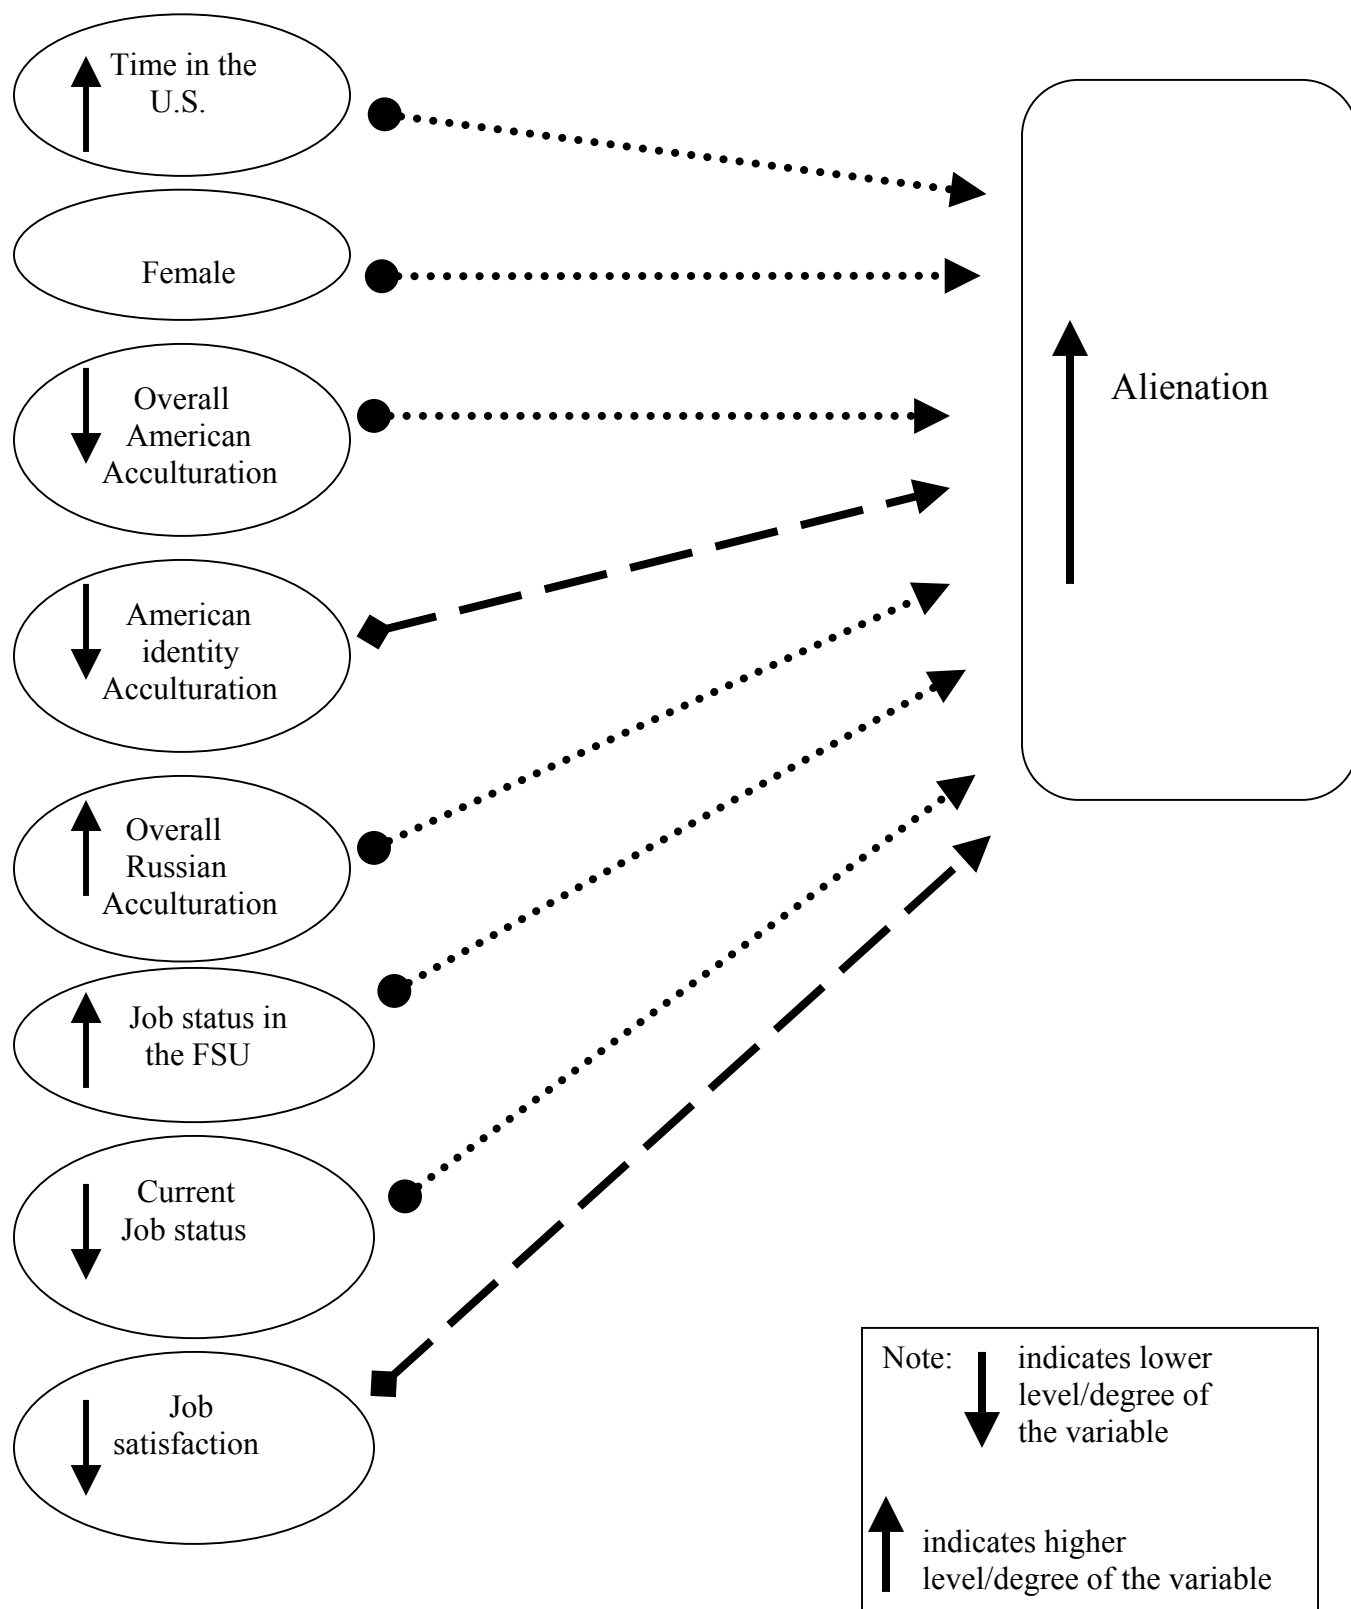 Time in the
U.S.
Female
Overall
American
Acculturation
American
identity
Acculturation
Overall
Russian
Acculturation
Job status in
the FSU
Current
Job status
Job
satisfaction
Alienation
Note: indicates lower
level/degree of
the variable
indicates higher
level/degree of the variable